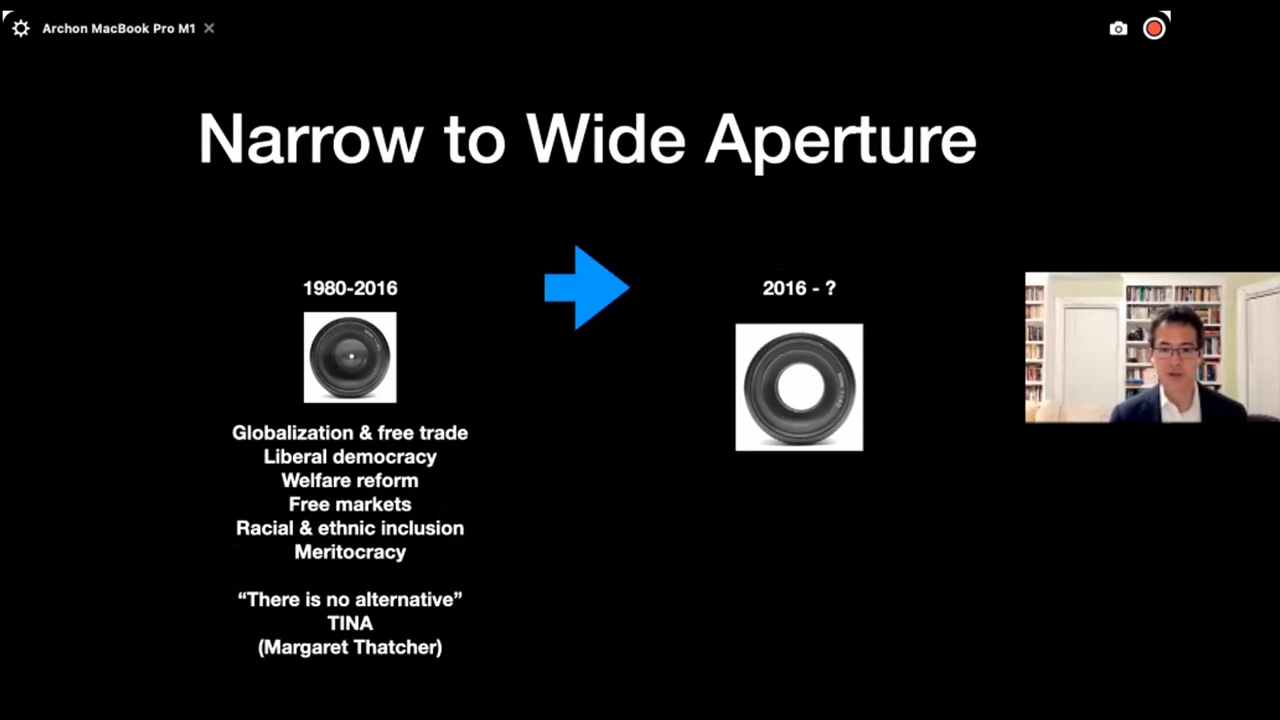 Archon MacBook Pro M1
Narrow to Wide Aperture
1980-2016
Globalization & free trade
Liberal democracy
Welfare reform
Free markets
Racial & ethnic inclusion
Meritocracy
“There is no alternative”
TINA
(Margaret Thatcher)
2016 - ?